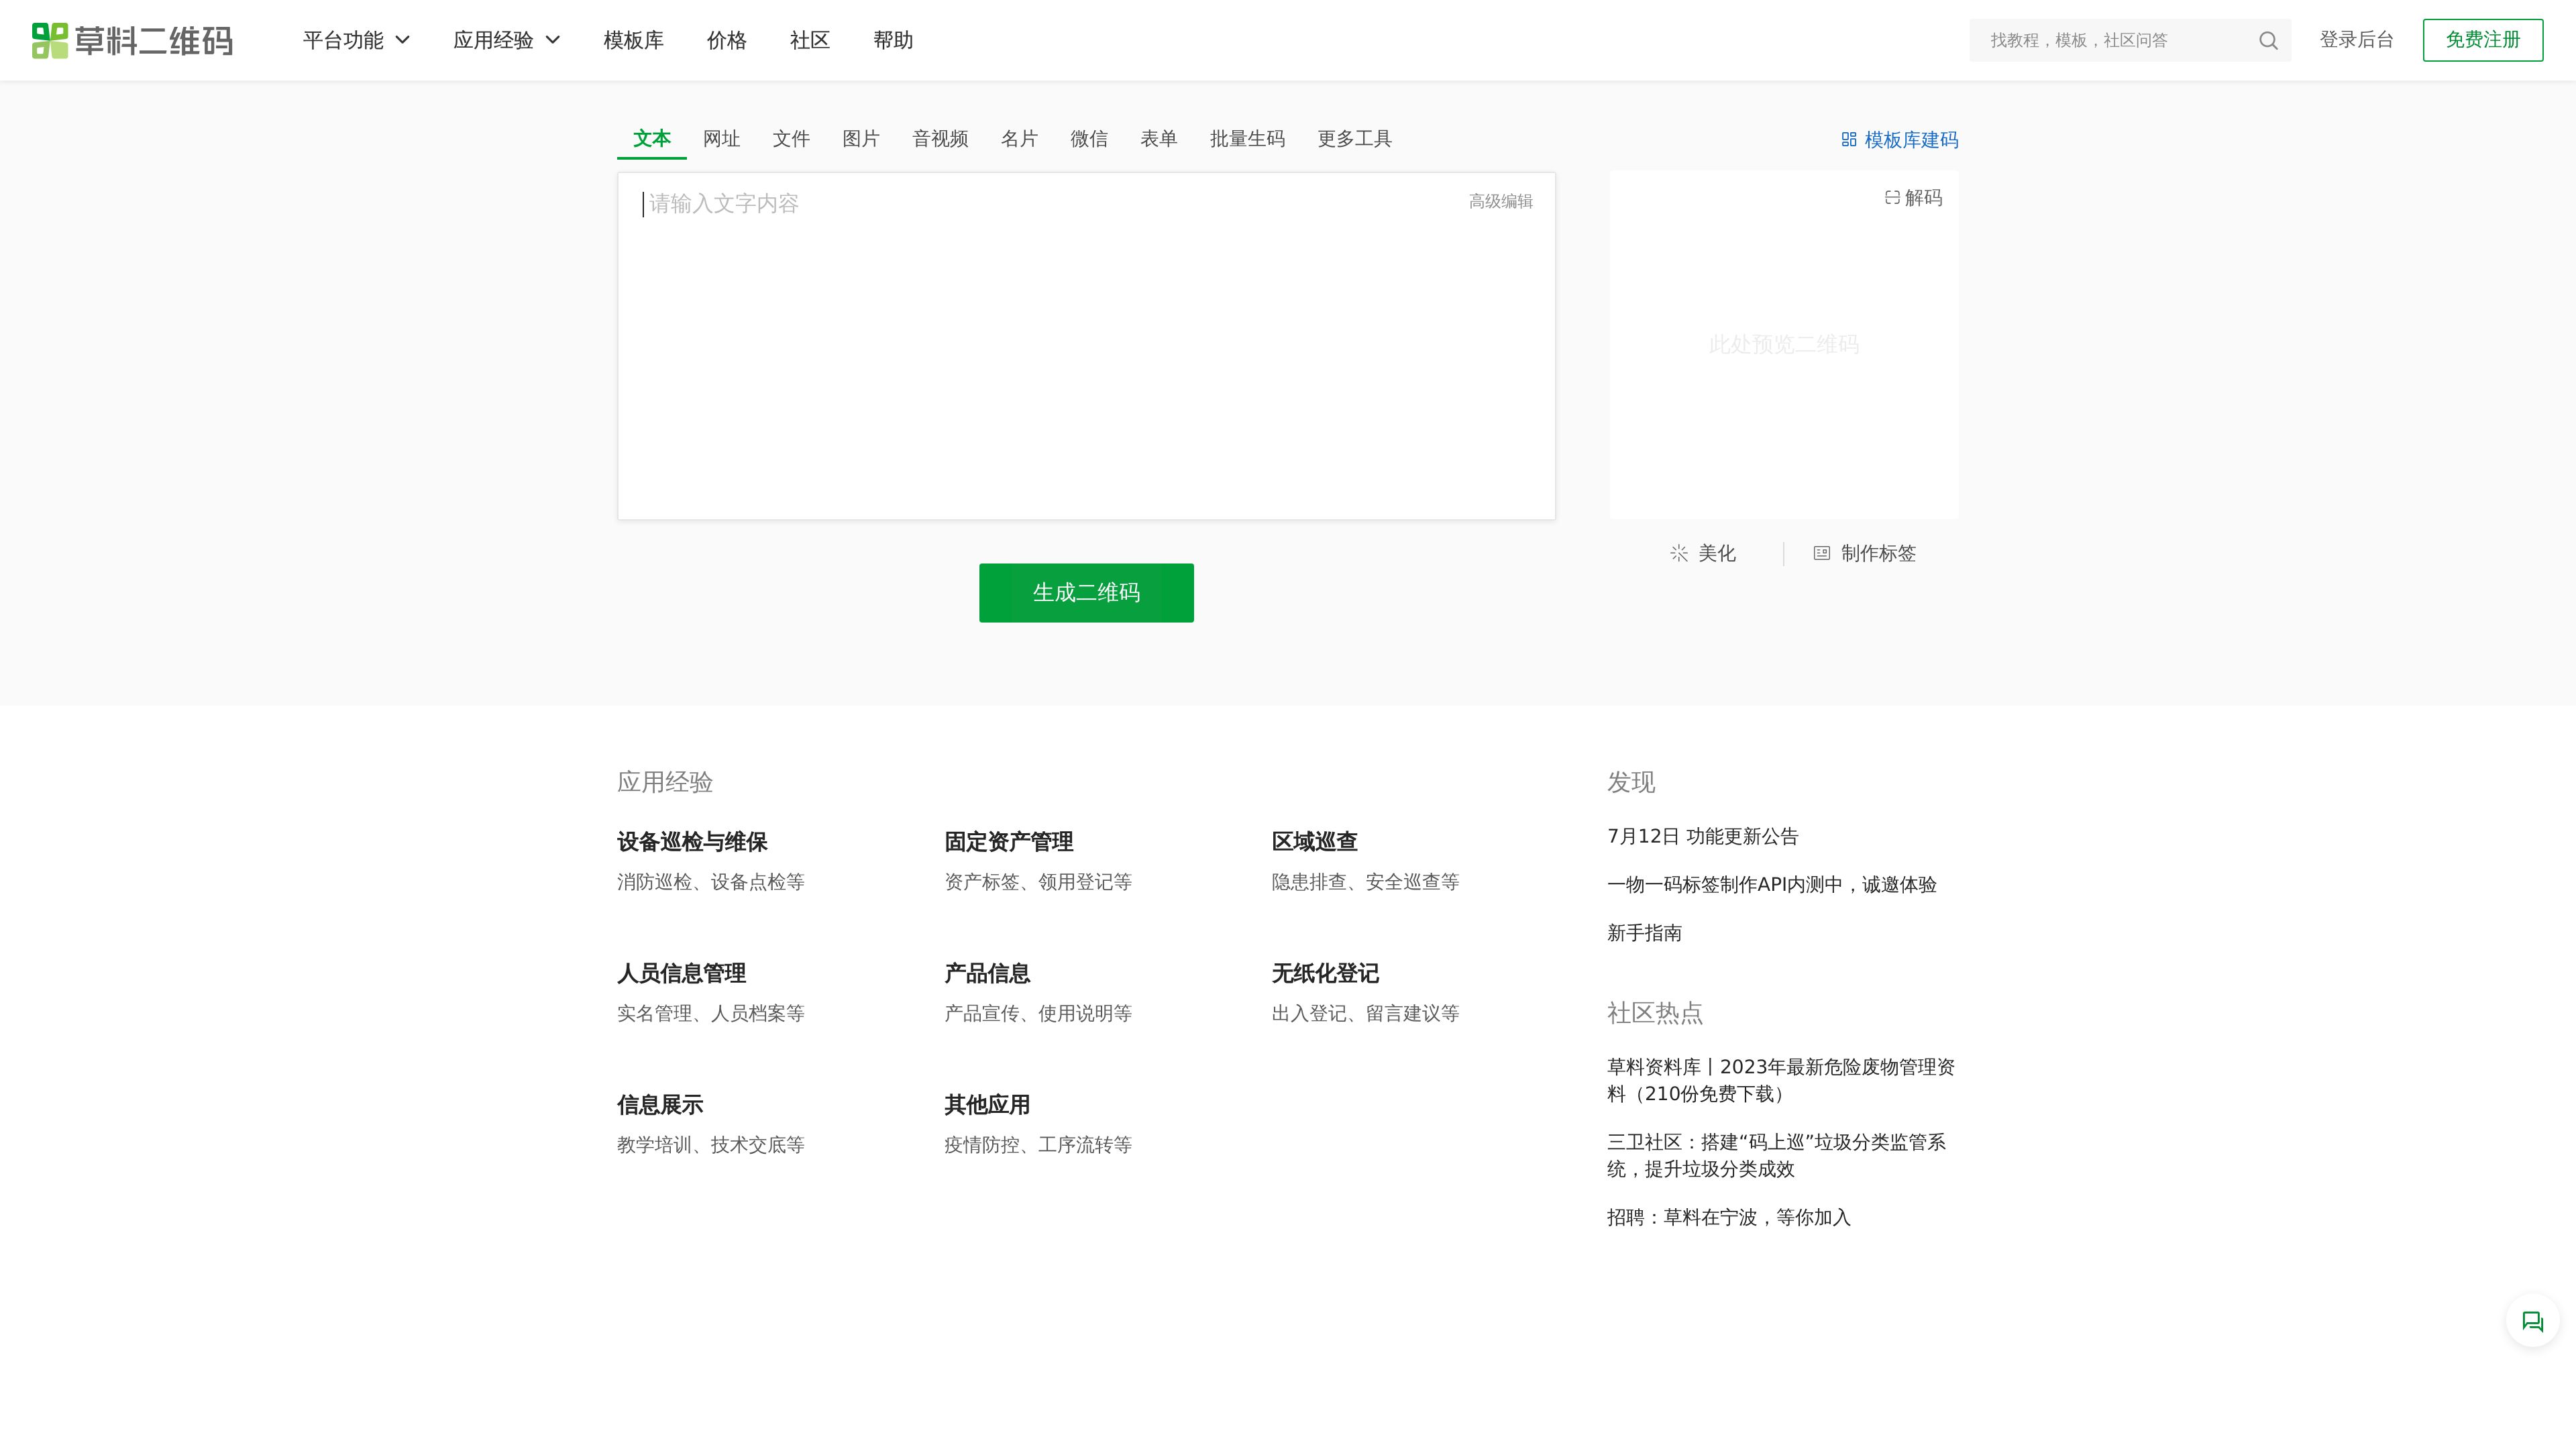 草料二维码
平台功能
应用经验
模板库
价格
社区
帮助
找教程，模板，社区问答
登录后台
免费注册
文本
网址
文件
图片
音视频
名片
微信
表单
批量生码
更多工具
模板库建码
请输入文字内容
高级编辑
解码
此处预览二维码
美化
制作标签
生成二维码
应用经验
设备巡检与维保
消防巡检、设备点检等
固定资产管理
资产标签、领用登记等
区域巡查
隐患排查、安全巡查等
人员信息管理
实名管理、人员档案等
产品信息
产品宣传、使用说明等
无纸化登记
出入登记、留言建议等
信息展示
教学培训、技术交底等
其他应用
疫情防控、工序流转等
发现
7月12日 功能更新公告
一物一码标签制作API内测中，诚邀体验
新手指南
社区热点
草料资料库丨2023年最新危险废物管理资
料（210份免费下载）
三卫社区：搭建“码上巡”垃圾分类监管系
统，提升垃圾分类成效
招聘：草料在宁波，等你加入